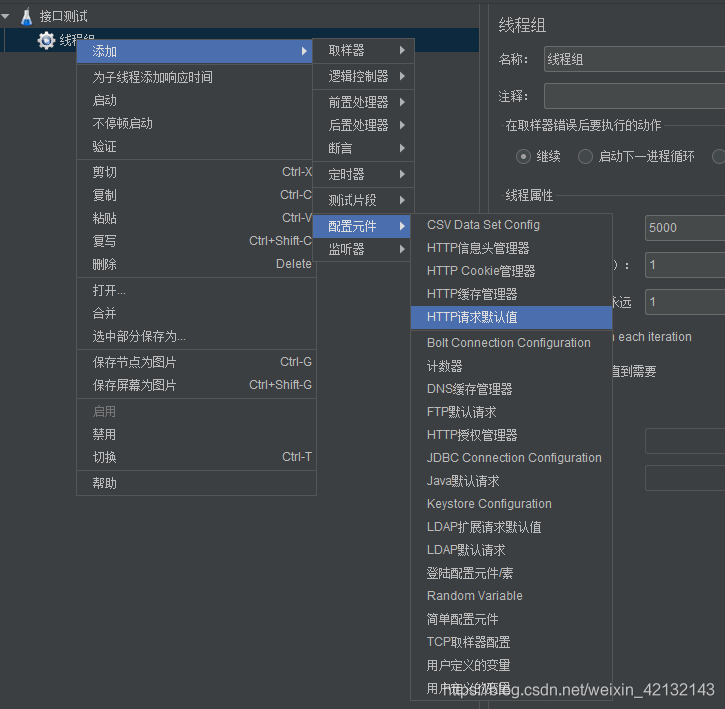 接口测试
线程组
添加
为子线程添加响应时间
启动
不停顿启动
验证
剪切 Ctrl-X
复制 Ctrl-C
粘贴 Ctrl-V
复写 Ctrl+Shift-C
删除 Delete
打开...
合并
选中部分保存为...
保存节点为图片 Ctrl-G
保存屏幕为图片 Ctrl+Shift-G
启用
禁用
切换 Ctrl-T
帮助
取样器
逻辑控制器
前置处理器
后置处理器
断言
定时器
测试片段
配置元件
监听器
CSV Data Set Config
HTTP信息头管理器
HTTP Cookie管理器
HTTP缓存管理器
HTTP请求默认值
Bolt Connection Configuration
计数器
DNS缓存管理器
FTP默认请求
HTTP授权管理器
JDBC Connection Configuration
Java默认请求
Keystore Configuration
LDAP扩展请求默认值
LDAP默认请求
登陆配置元件/素
Random Variable
简单配置元件
TCP取样器配置
用户定义的变量
用户定义的变量
线程组
名称： 线程组
注释：
在取样器错误后要执行的动作
继续 启动下一进程循环
线程属性
5000
）： 1
永远 1
each iteration
值到需要
https://blog.csdn.net/weixin_42132143